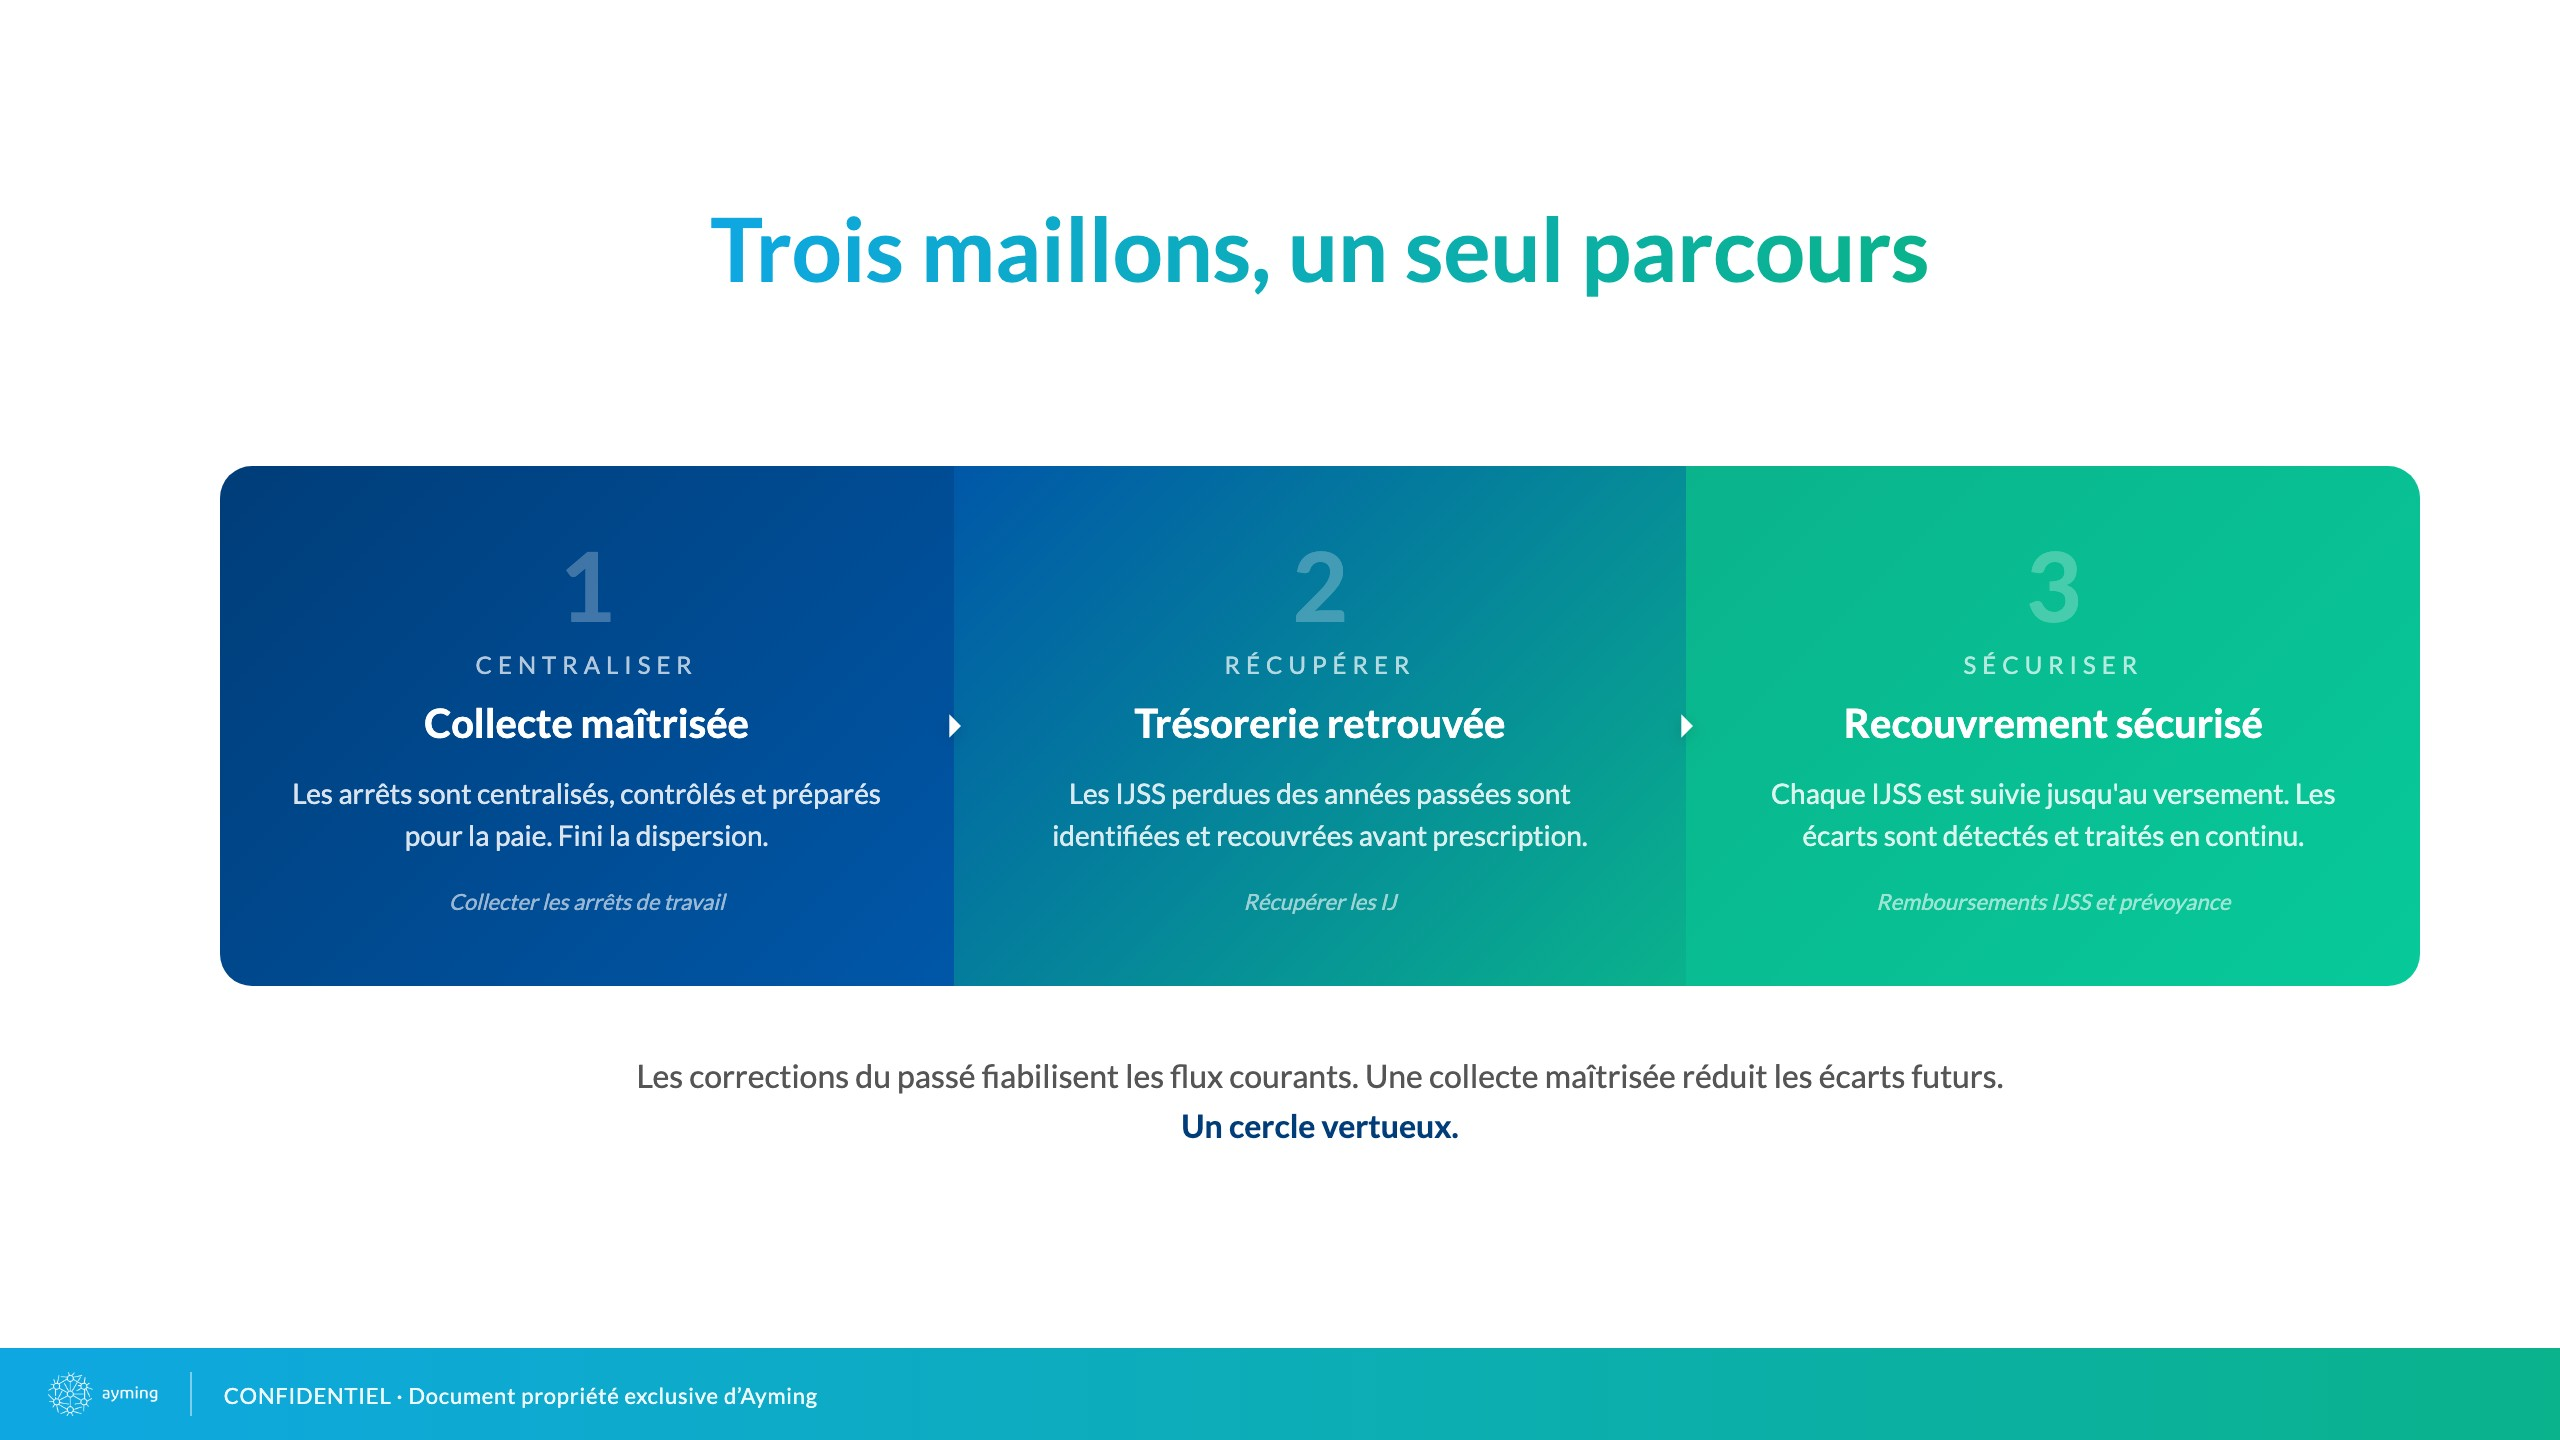 Trois maillons, un seul parcours
1
CENTRALISER
Collecte maîtrisée
Les arrêts sont centralisés, contrôlés et préparés
pour la paie. Fini la dispersion.
Collecter les arrêts de travail
2
RÉCUPÉRER
Trésorerie retrouvée
Les IJSS perdues des années passées sont
identifiées et recouvrées avant prescription.
Récupérer les IJ
3
SÉCURISER
Recouvrement sécurisé
Chaque IJSS est suivie jusqu'au versement. Les
écarts sont détectés et traités en continu.
Remboursements IJSS et prévoyance
Les corrections du passé fiabilisent les flux courants. Une collecte maîtrisée réduit les écarts futurs.
Un cercle vertueux.
ayming
CONFIDENTIEL · Document propriété exclusive d’Ayming